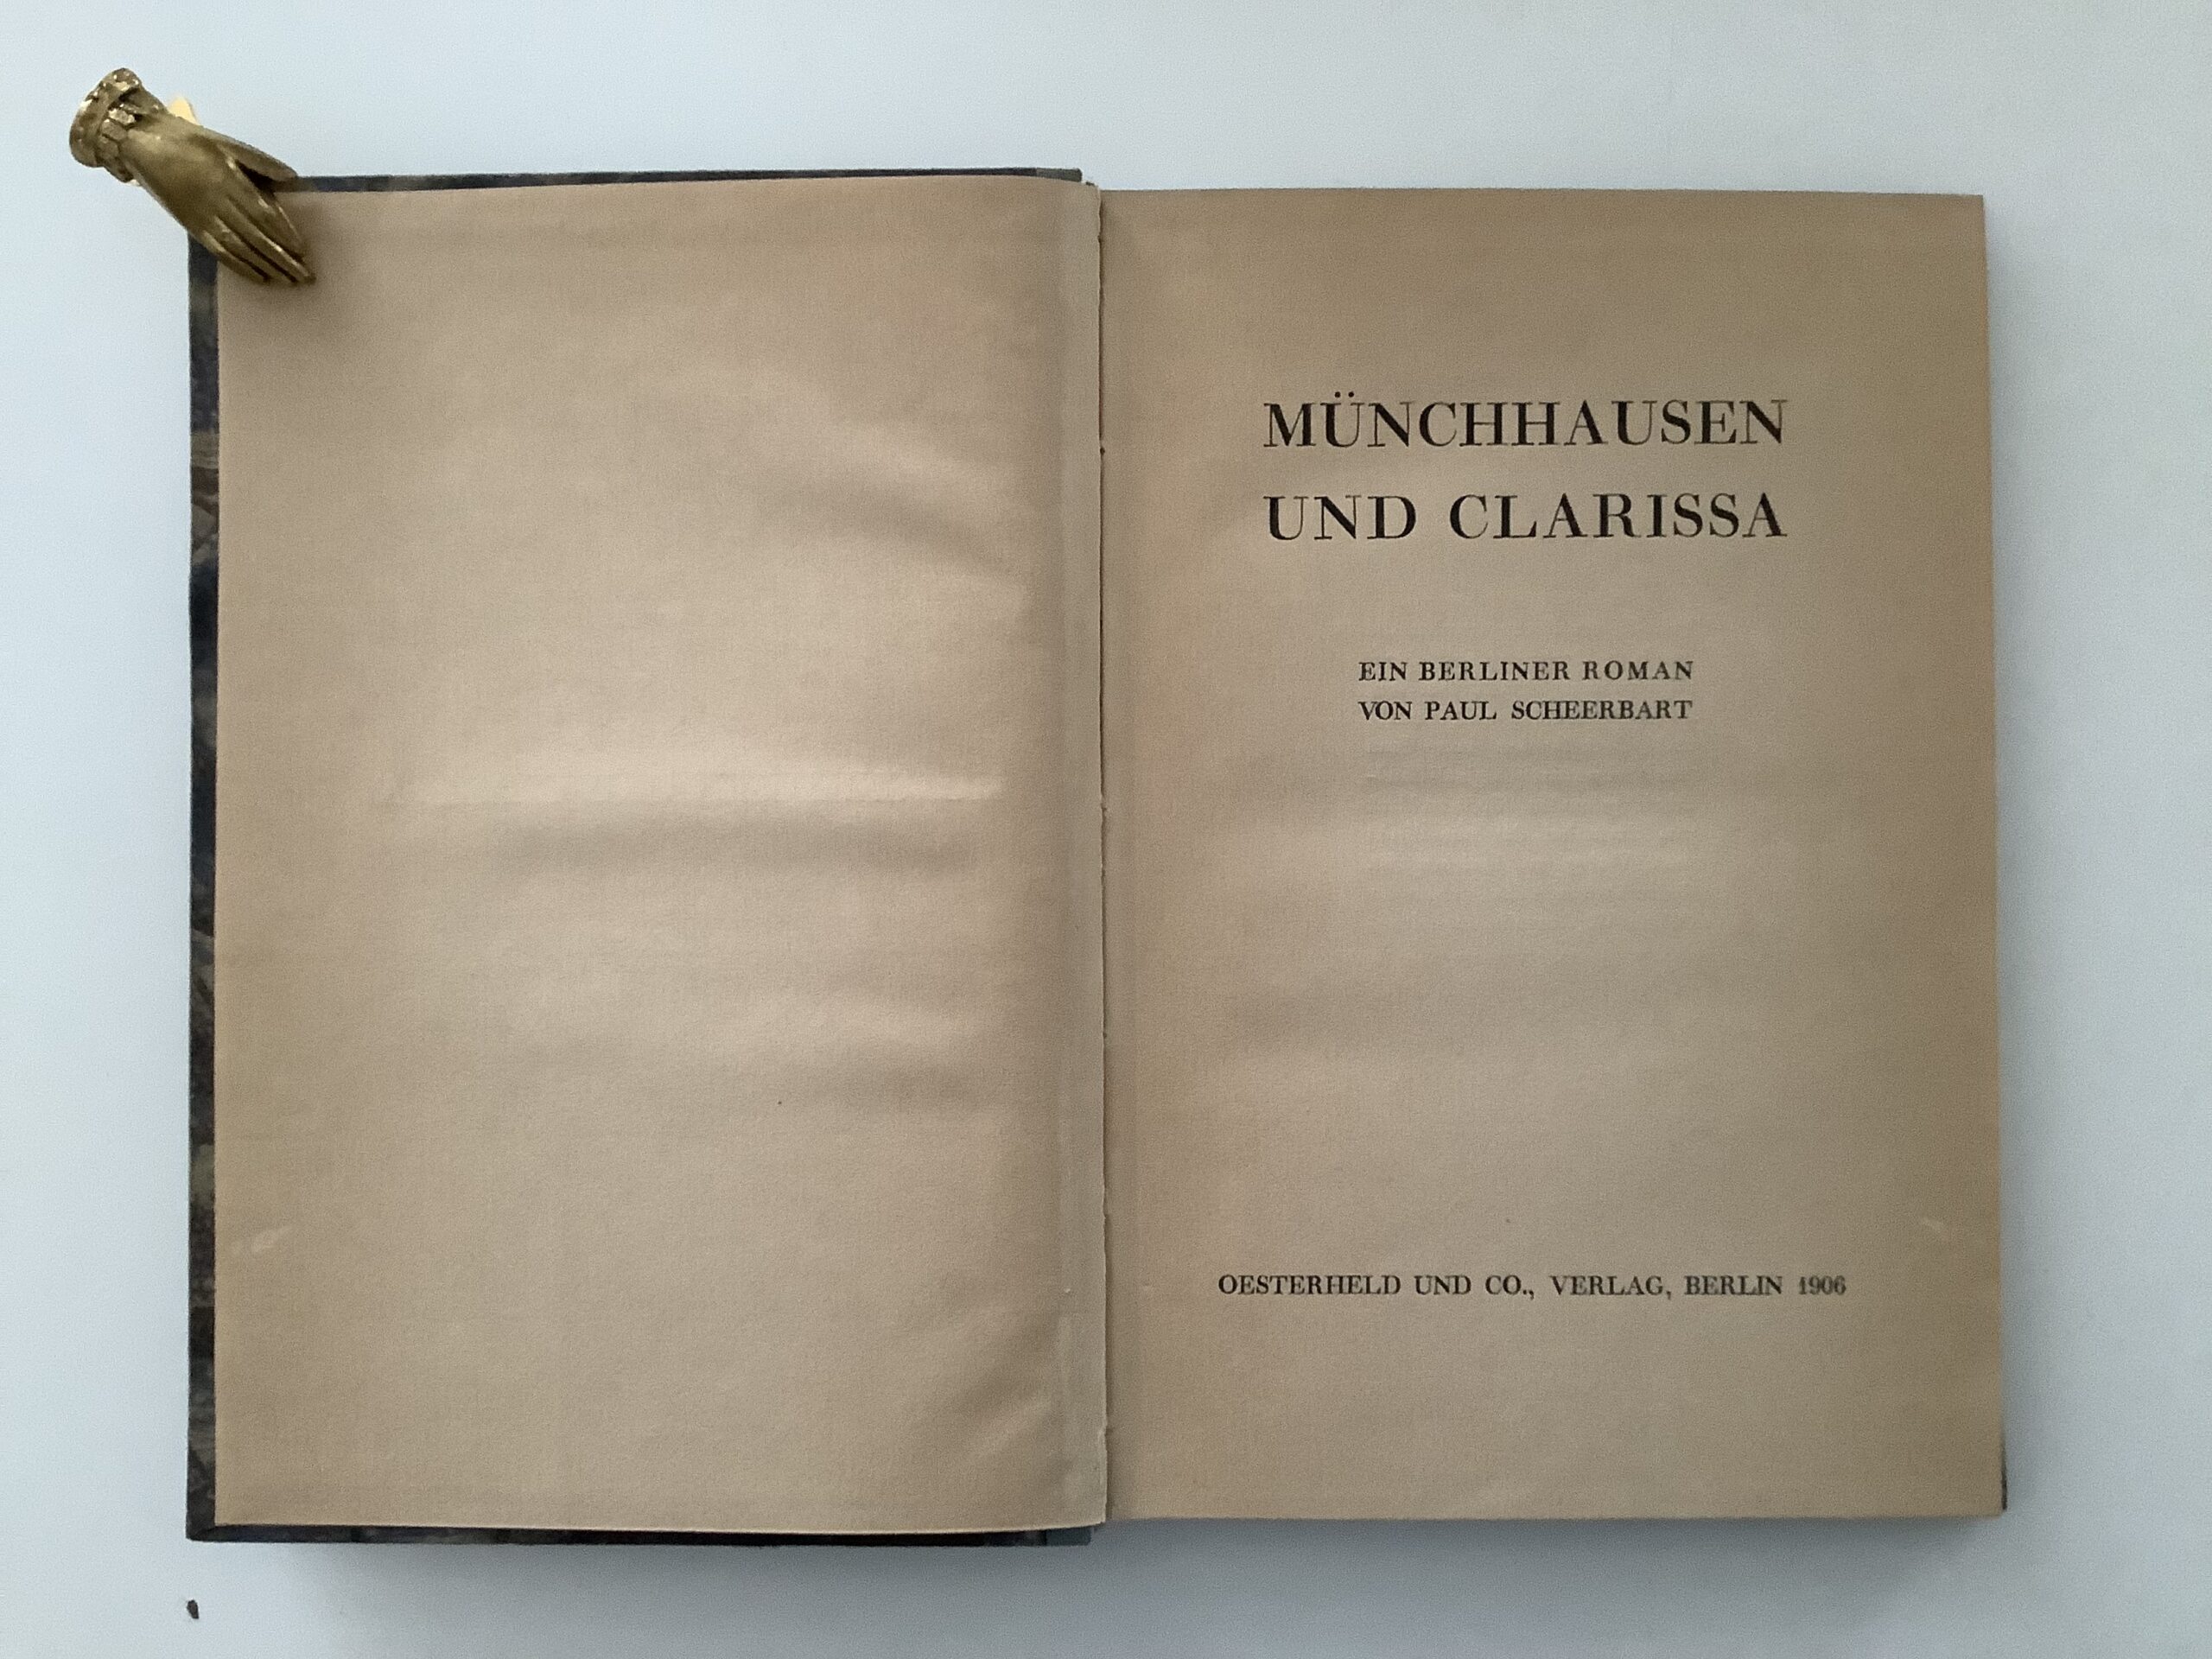 MÜNCHHAUSEN
UND CLARISSA
EIN BERLINER ROMAN
VON PAUL SCHEERBART
OESTERHELD UND CO., VERLAG, BERLIN 1906